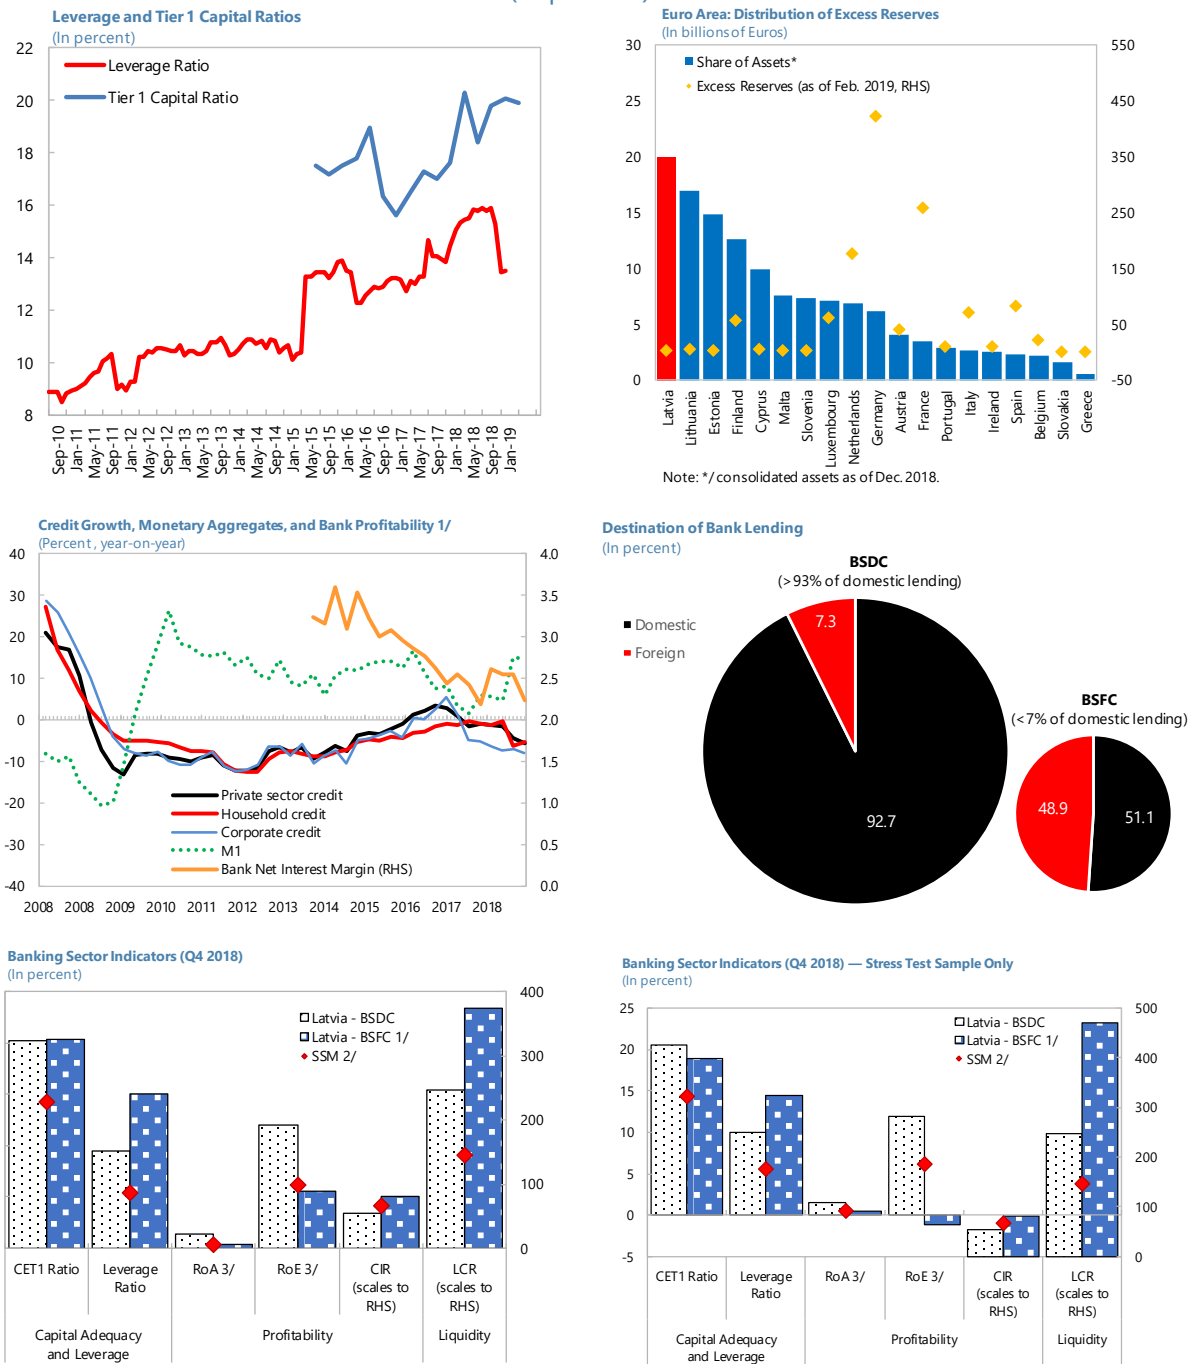 Leverage and Tier 1 Capital Ratios
(In percent)
22
20
18
16
14
12
10
8
Leverage Ratio
Tier 1 Capital Ratio
Sep-10
Jan-11
May-11
Sep-11
Jan-12
May-12
Sep-12
Jan-13
May-13
Sep-13
Jan-14
May-14
Sep-14
Jan-15
May-15
Sep-15
Jan-16
May-16
Sep-16
Jan-17
May-17
Sep-17
Jan-18
May-18
Sep-18
Jan-19
Euro Area: Distribution of Excess Reserves
(In billions of Euros)
30
25
20
15
10
5
0
550
450
350
250
150
50
-50
Share of Assets*
Excess Reserves (as of Feb. 2019, RHS)
Latvia
Lithuania
Estonia
Finland
Cyprus
Malta
Slovenia
Luxembourg
Netherlands
Germany
Austria
France
Portugal
Italy
Ireland
Spain
Belgium
Slovakia
Greece
Note: */ consolidated assets as of Dec. 2018.
Credit Growth, Monetary Aggregates, and Bank Profitability 1/
(Percent , year-on-year)
40
30
20
10
0
-10
-20
-30
-40
4.0
3.5
3.0
2.5
2.0
1.5
1.0
0.5
0.0
Private sector credit
Household credit
Corporate credit
M1
Bank Net Interest Margin (RHS)
2008 2008 2009 2010 2011 2012 2013 2014 2015 2016 2017 2018
Destination of Bank Lending
(In percent)
BSDC
(>93% of domestic lending)
Domestic
Foreign
7.3
92.7
BSFC
(<7% of domestic lending)
48.9
51.1
Banking Sector Indicators (Q4 2018)
(In percent)
400
300
200
100
0
Latvia - BSDC
Latvia - BSFC 1/
SSM 2/
CET1 Ratio
Leverage
Ratio
RoA 3/
RoE 3/
CIR
(scales to
RHS)
LCR
(scales to
RHS)
Capital Adequacy
and Leverage
Profitability
Liquidity
Banking Sector Indicators (Q4 2018) — Stress Test Sample Only
(In percent)
25
20
15
10
5
0
-5
500
400
300
200
100
0
Latvia - BSDC
Latvia - BSFC 1/
SSM 2/
CET1 Ratio
Leverage
Ratio
RoA 3/
RoE 3/
CIR
(scales to
RHS)
LCR
(scales to
RHS)
Capital Adequacy
and Leverage
Profitability
Liquidity